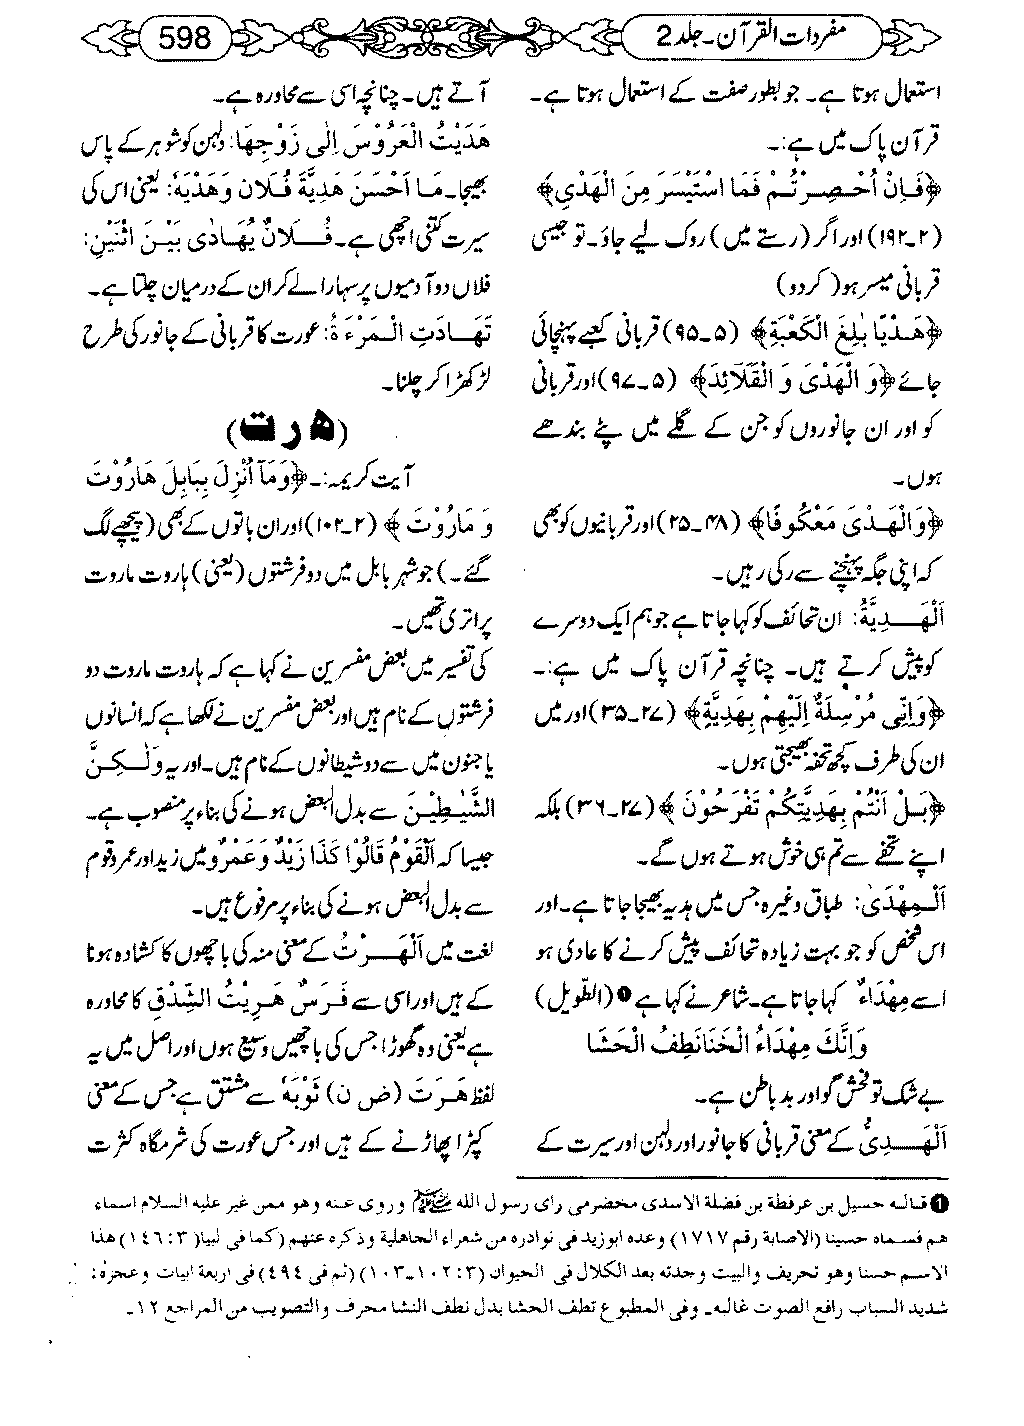 مفردات القرآن۔جلد2
598
استعمال ہوتا ہے۔ جو بطور صفت کے استعمال ہوتا ہے۔
قرآن پاک میں ہے:۔
﴿فَاِنْ اُحْصِرْتُمْ فَمَا اسْتَيْسَرَ مِنَ الْهَدْيِ﴾
(۲۔۱۹۲) اور اگر (رستے میں) روک لیے جاؤ۔ تو جیسی
قربانی میسر ہو (کردو)
﴿هَدْيًا بٰلِغَ الْكَعْبَةِ﴾ (۵۔۹۵) قربانی کعبے پہنچائی
جائے ﴿وَ الْهَدْىَ وَ الْقَلَائِدَ﴾ (۵۔۹۷) اور قربانی
کو اور ان جانوروں کو جن کے گلے میں پٹے بندھے
ہوں۔
﴿وَالْهَدْىَ مَعْكُوفًا﴾ (۴۸۔۲۵) اور قربانیوں کو بھی
کہ اپنی جگہ پہنچنے سے رکی رہیں۔
اَلْهَدِيَّةُ: ان تحائف کو کہا جاتا ہے جو ہم ایک دوسرے
کو پیش کرتے ہیں۔ چنانچہ قرآن پاک میں ہے:۔
﴿وَاِنِّى مُرْسِلَةٌ اِلَيْهِمْ بِهَدِيَّةٍ﴾ (۲۷۔۳۵) اور میں
ان کی طرف کچھ تحفہ بھیجتی ہوں۔
﴿بَلْ اَنْتُمْ بِهَدِيَّتِكُمْ تَفْرَحُوْنَ﴾ (۲۷۔۳۶) بلکہ
اپنے تحفے سے تم ہی خوش ہوتے ہوں گے۔
اَلْمِهْدٰى: طباق وغیرہ جس میں ہدیہ بھیجا جاتا ہے۔ اور
اس شخص کو جو بہت زیادہ تحائف پیش کرنے کا عادی ہو
اسے مِهْدَاءٌ کہا جاتا ہے۔ شاعر نے کہا ہے ❶ (الطّویل)
وَاِنَّكَ مِهْدَاءُ الْخَنَا نَطِفُ الْحَشَا
بے شک تو فحش گو اور بد باطن ہے۔
اَلْهَدِىُّ کے معنی قربانی کا جانور اور دلہن اور سیرت کے
آتے ہیں۔ چنانچہ اسی سے محاورہ ہے۔
هَدَيْتُ الْعَرُوْسَ اِلٰى زَوْجِهَا: دلہن کو شوہر کے پاس
بھیجا۔ مَا اَحْسَنَ هَدِيَّةَ فُلَانٍ وَهَدْيَهُ: یعنی اس کی
سیرت کتنی اچھی ہے۔ فُلَانٌ يُهَادٰى بَيْنَ اثْنَيْنِ:
فلاں دو آدمیوں پر سہارا لے کر ان کے درمیان چلتا ہے۔
تَهَادَتِ الْمَرْءَةُ: عورت کا قربانی کے جانور کی طرح
لڑکھڑا کر چلنا۔
(ھ ر ت)
آیت کریمہ:۔ ﴿وَمَآ اُنْزِلَ بِبَابِلَ هَارُوْتَ
وَ مَارُوْتَ﴾ (۲۔۱۰۲) اور ان باتوں کے بھی (پیچھے لگ
گئے۔) جو شہر بابل میں دو فرشتوں (یعنی) ہاروت ماروت
پر اتری تھیں۔
کی تفسیر میں بعض مفسرین نے کہا ہے کہ ہاروت ماروت دو
فرشتوں کے نام ہیں اور بعض مفسرین نے لکھا ہے کہ انسانوں
یا جنون میں سے دو شیطانوں کے نام ہیں۔ اور یہ وَلٰكِنَّ
الشَّيٰطِيْنَ سے بدل البعض ہونے کی بناء پر منصوب ہے۔
جیسا کہ اَلْقَوْمُ قَالُوْا كَذَا زَيْدٌ وَعَمْرٌو میں زید اور عمرو قوم
سے بدل البعض ہونے کی بناء پر مرفوع ہیں۔
لغت میں اَلْهَرْتُ کے معنی منہ کی باچھوں کا کشادہ ہونا
کے ہیں اور اسی سے فَرَسٌ هَرِيْتُ الشِّدْقِ کا محاورہ
ہے یعنی وہ گھوڑا جس کی باچھیں وسیع ہوں اور اصل میں یہ
لفظ هَرَتَ (ض ن) ثَوْبَهُ سے مشتق ہے جس کے معنی
کپڑا پھاڑنے کے ہیں اور جس عورت کی شرمگاہ کثرت
❶ قاله حسيل بن عرفطة بن فضلة الاسدى مخضرمى راى رسول الله ﷺ وروى عنه وهو ممن غير عليه السلام اسماء
هم فسماه حسينا (الاصابة رقم ۱۷۱۷) وعده ابوزيد فى نوادره من شعراء الجاهلية وذكره عنهم (كما فى لبيا (۳:۱٤٦) هذا
الاسم حسنا وهو تحريف والبيت وجدته بعد الكلال فى الحيوان (۳:۱۰۲۔۱۰۳) (ثم فى ٤۹٤) فى اربعة ابيات وعجزه:
شديد السباب رافع الصوت غالبه۔ وفى المطبوع تطف الحشا بدل نطف النشا محرف والتصويب من المراجع ۱۲۔